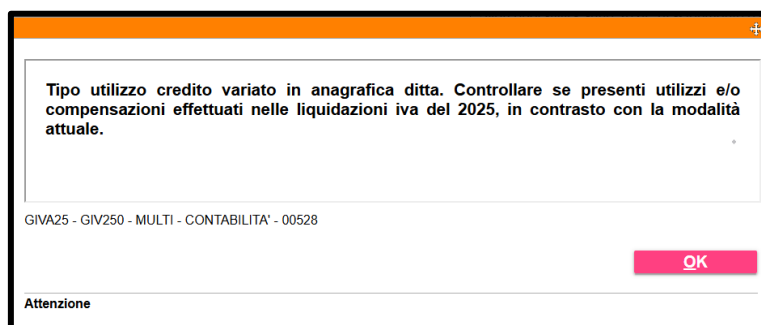 Tipo utilizzo credito variato in anagrafica ditta. Controllare se presenti utilizzi e/o
compensazioni effettuati nelle liquidazioni iva del 2025, in contrasto con la modalità
attuale.
GIVA25 - GIV250 - MULTI - CONTABILITA' - 00528
OK
Attenzione